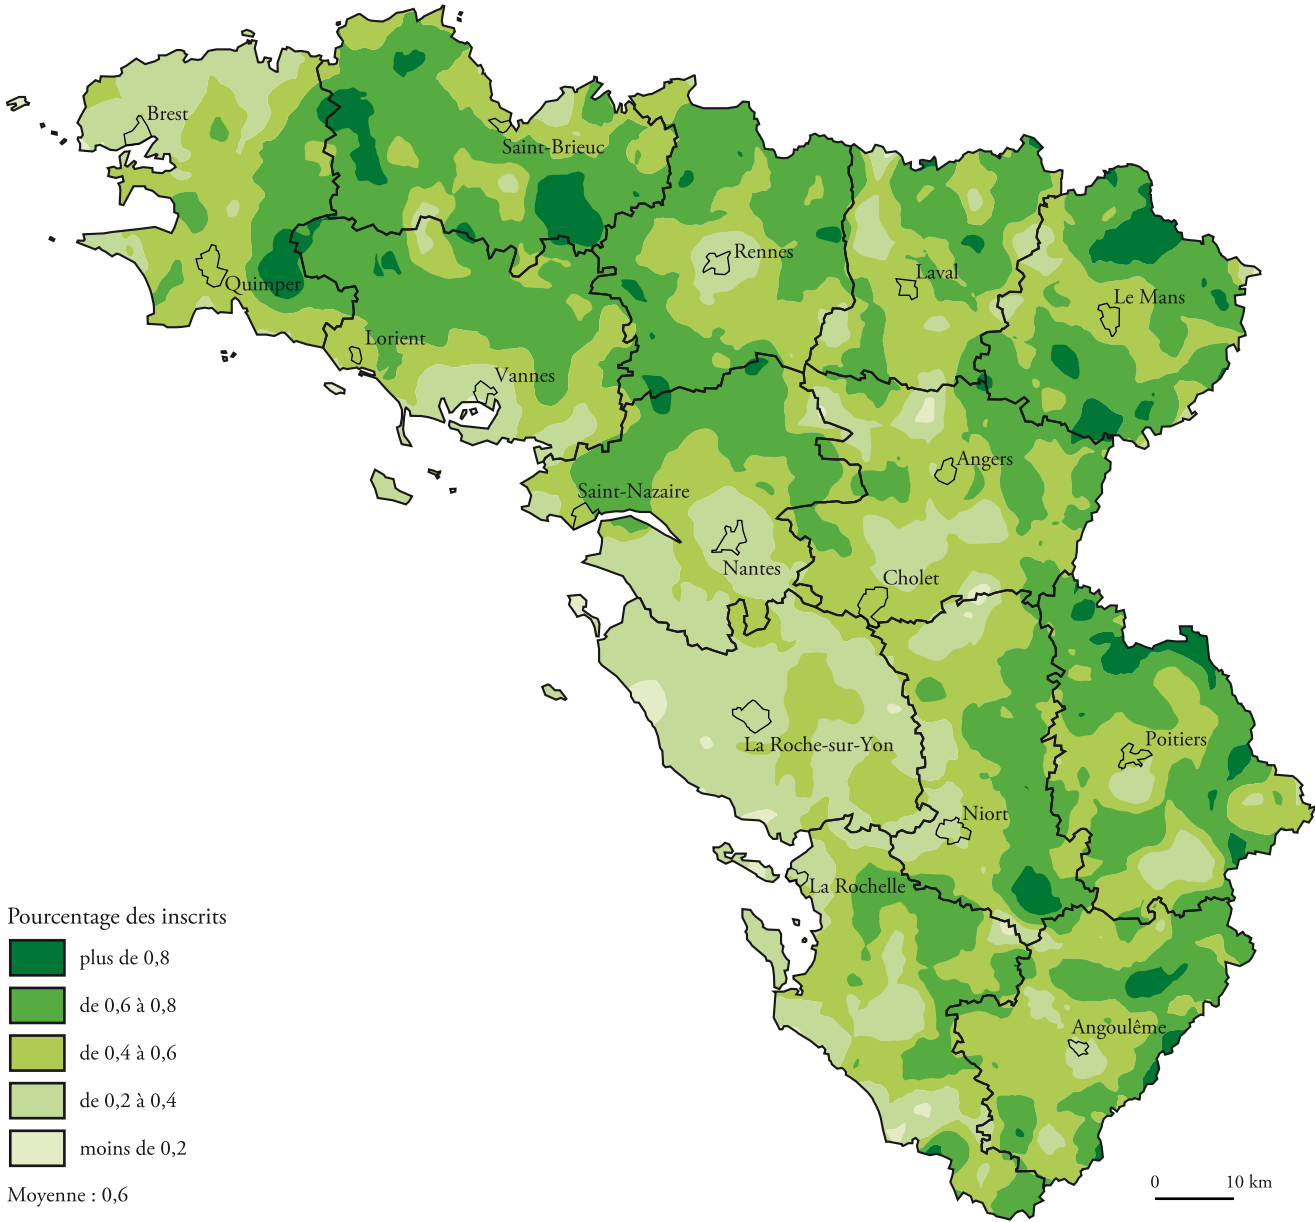 Brest
Saint-Brieuc
Rennes
Laval
Quimper
Le Mans
Lorient
Vannes
Angers
Saint-Nazaire
Nantes
Cholet
Poitiers
La Roche-sur-Yon
Niort
La Rochelle
Pourcentage des inscrits
plus de 0,8
de 0,6 à 0,8
de 0,4 à 0,6
Angoulême
de 0,2 à 0,4
moins de 0,2
Moyenne : 0,6
0 10 km